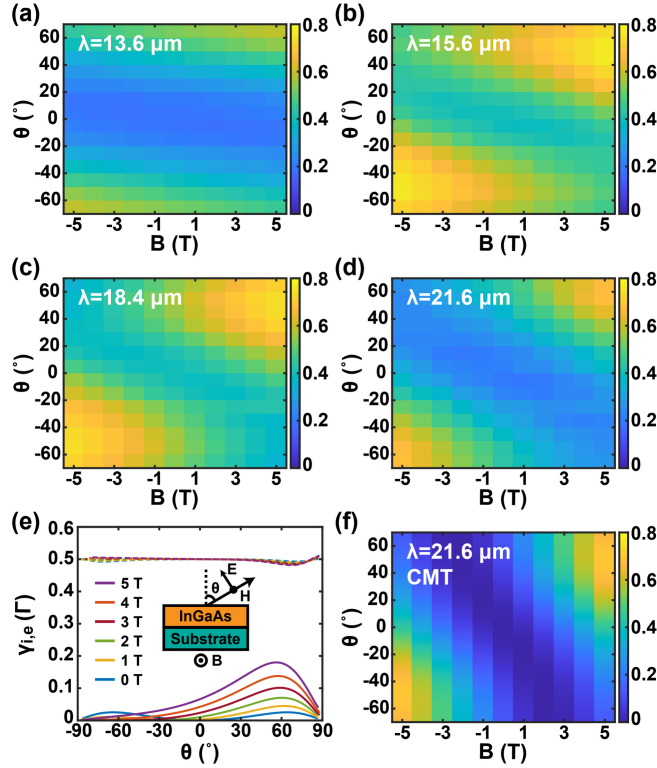 (a)
λ=13.6 μm
θ (°)
60
40
20
0
-20
-40
-60
-5 -3 -1 1 3 5
B (T)
0.8
0.6
0.4
0.2
0
(b)
λ=15.6 μm
θ (°)
60
40
20
0
-20
-40
-60
-5 -3 -1 1 3 5
B (T)
0.8
0.6
0.4
0.2
0
(c)
λ=18.4 μm
θ (°)
60
40
20
0
-20
-40
-60
-5 -3 -1 1 3 5
B (T)
0.8
0.6
0.4
0.2
0
(d)
λ=21.6 μm
θ (°)
60
40
20
0
-20
-40
-60
-5 -3 -1 1 3 5
B (T)
0.8
0.6
0.4
0.2
0
(e)
γi,e (Γ)
0.6
0.5
0.4
0.3
0.2
0.1
0
5 T
4 T
3 T
2 T
1 T
0 T
θ
E
H
InGaAs
Substrate
B
-90 -60 -30 0 30 60 90
θ (°)
(f)
λ=21.6 μm
CMT
θ (°)
60
40
20
0
-20
-40
-60
-5 -3 -1 1 3 5
B (T)
0.8
0.6
0.4
0.2
0